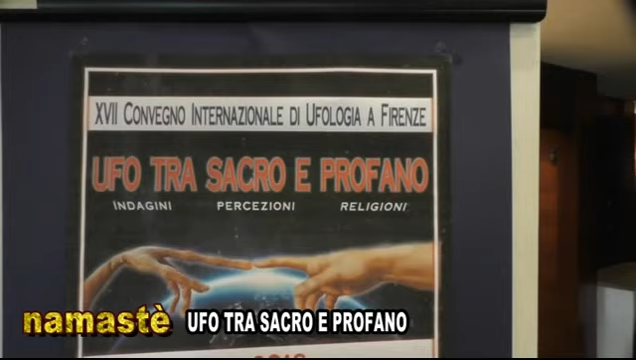 XVII CONVEGNO INTERNAZIONALE DI UFOLOGIA A FIRENZE
UFO TRA SACRO E PROFANO
INDAGINI PERCEZIONI RELIGIONI
namastè UFO TRA SACRO E PROFANO